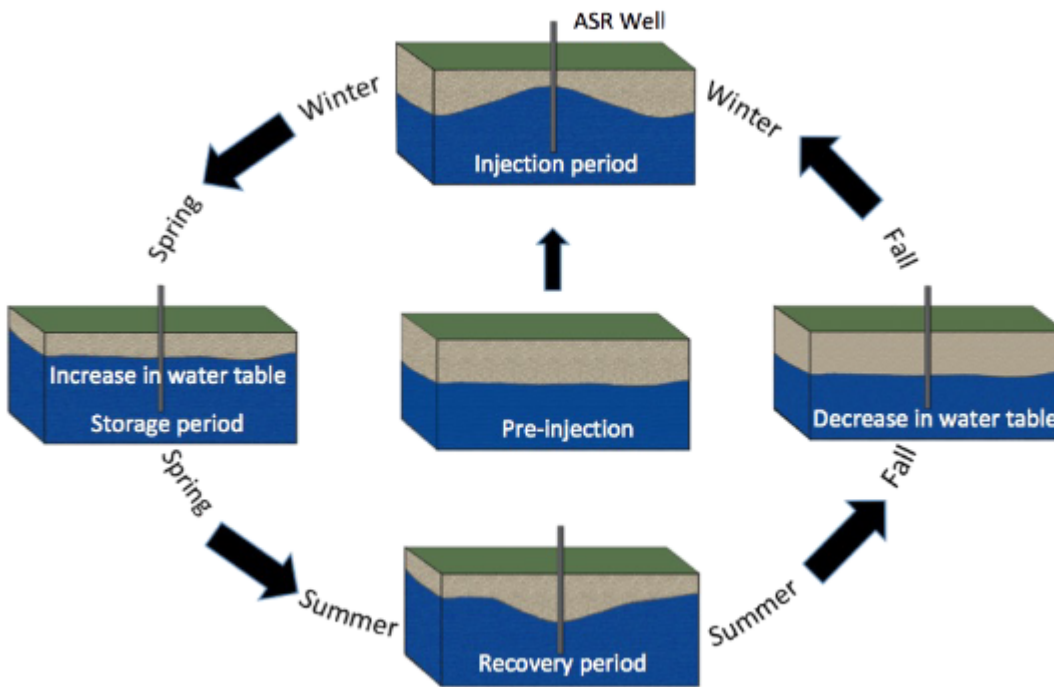 ASR Well
Winter
Winter
Injection period
Spring
Fall
Increase in water table
Storage period
Pre-injection
Decrease in water table
Spring
Fall
Summer
Summer
Recovery period